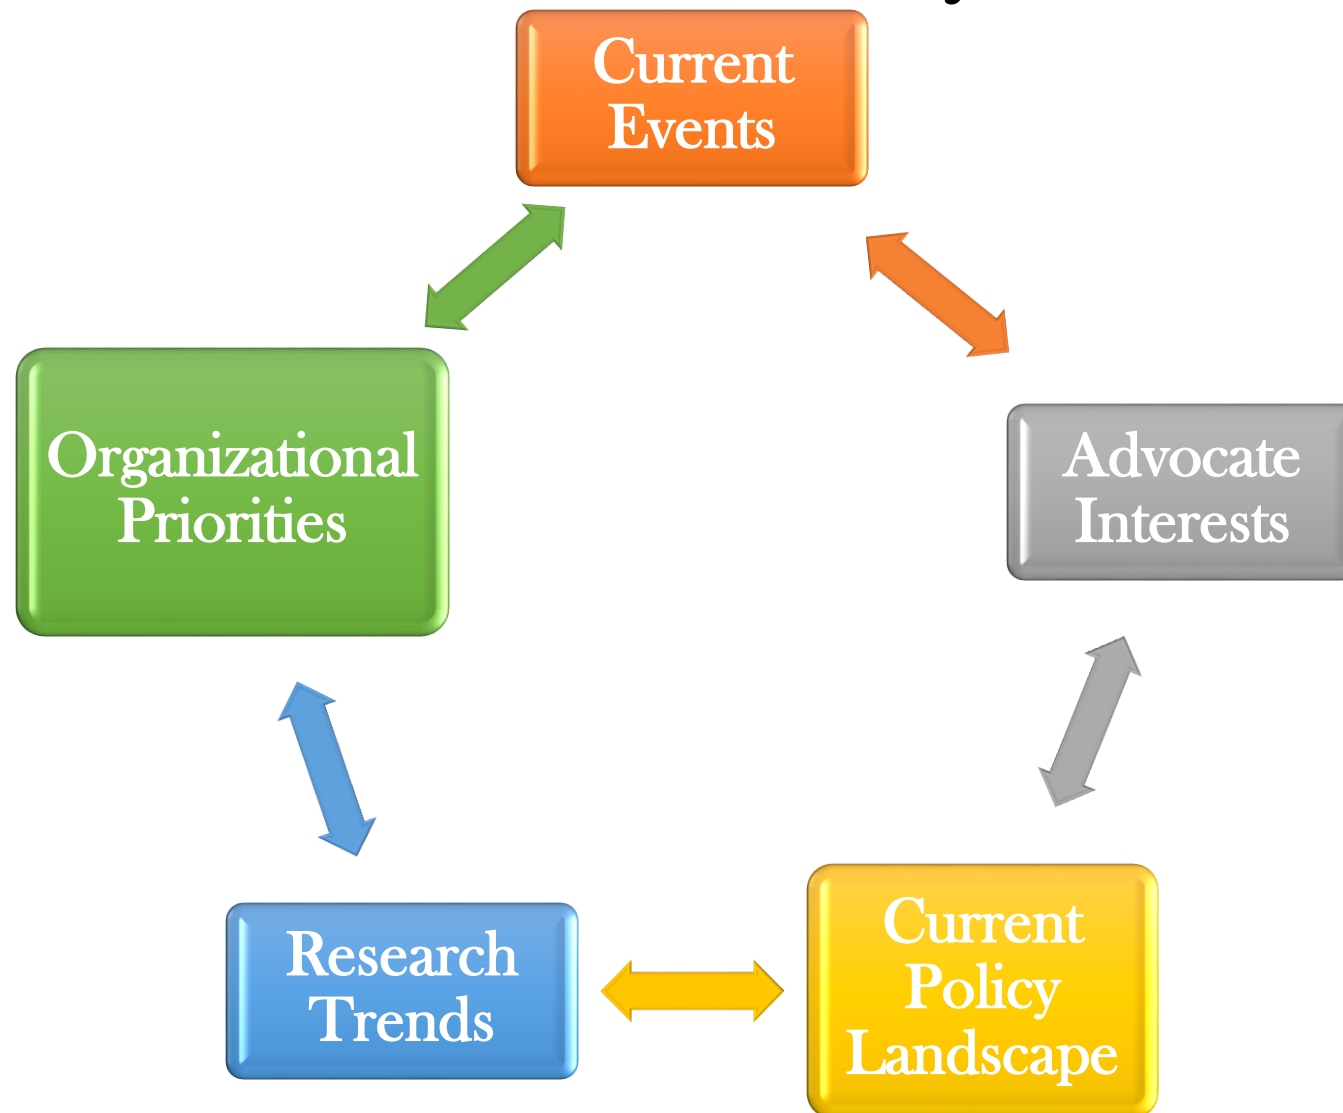 Current
Events
Organizational
Priorities
Advocate
Interests
Research
Trends
Current
Policy
Landscape